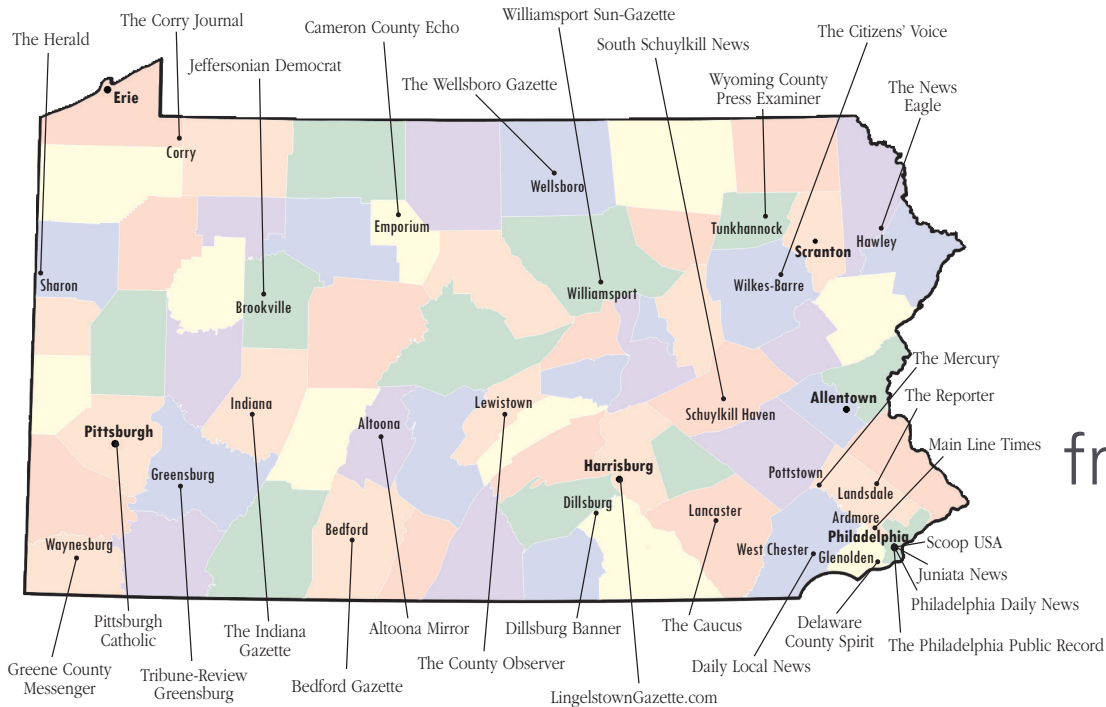 The Herald
The Corry Journal
Jeffersonian Democrat
Cameron County Echo
The Wellsboro Gazette
Williamsport Sun-Gazette
South Schuylkill News
Wyoming County
Press Examiner
The Citizens' Voice
The News
Eagle
Erie
Corry
Wellsboro
Emporium
Tunkhannock
Scranton
Hawley
Sharon
Brookville
Williamsport
Wilkes-Barre
The Mercury
The Reporter
Main Line Times
Indiana
Lewistown
Schuylkill Haven
Allentown
Pittsburgh
Altoona
Greensburg
Harrisburg
Pottstown
Landsdale
fr
Dillsburg
Lancaster
Ardmore
Bedford
Philadelphia
Waynesburg
West Chester
Glenolden
Scoop USA
Juniata News
Philadelphia Daily News
The Philadelphia Public Record
Pittsburgh
Catholic
The Indiana
Gazette
Altoona Mirror
Dillsburg Banner
The Caucus
Delaware
County Spirit
Greene County
Messenger
Tribune-Review
Greensburg
Bedford Gazette
The County Observer
LingelstownGazette.com
Daily Local News